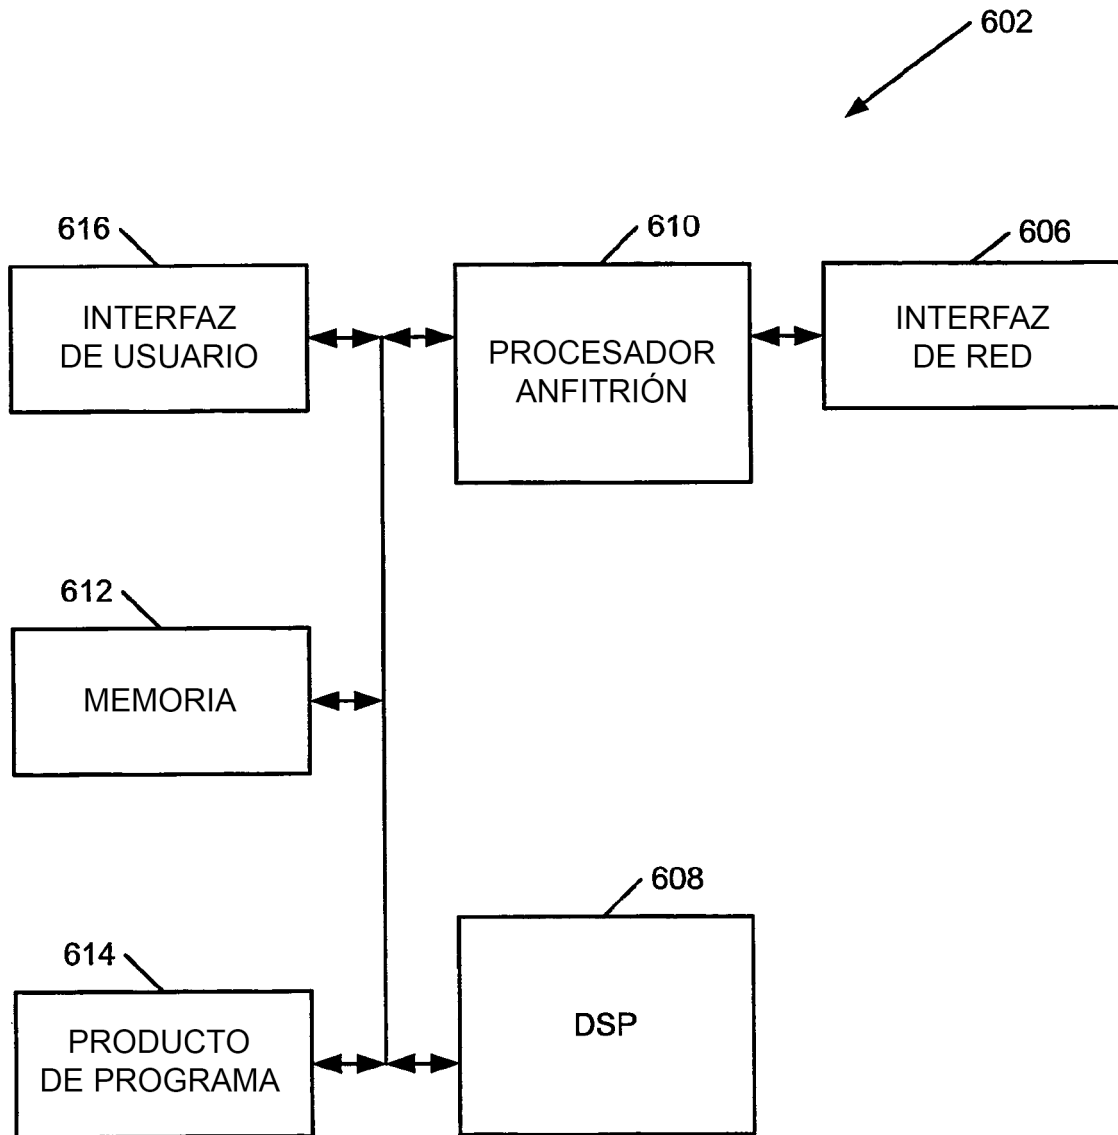 602
616
610
606
INTERFAZ
DE USUARIO
PROCESADOR
ANFITRIÓN
INTERFAZ
DE RED
612
MEMORIA
608
614
DSP
PRODUCTO
DE PROGRAMA